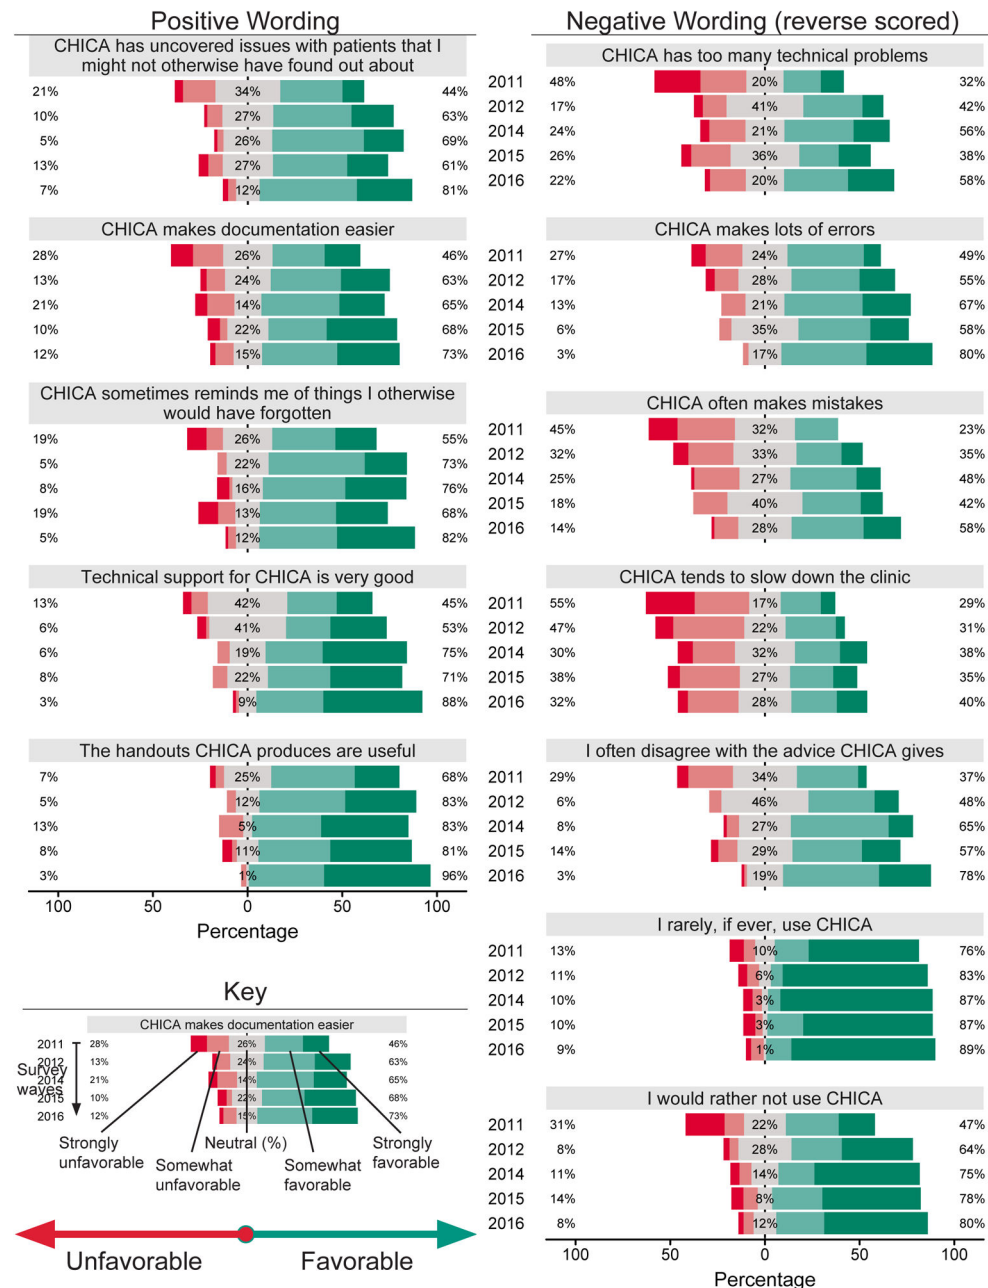 Positive Wording
CHICA has uncovered issues with patients that I
might not otherwise have found out about
21% 34% 44%
10% 27% 63%
5% 26% 69%
13% 27% 61%
7% 12% 81%
CHICA makes documentation easier
28% 26% 46%
13% 24% 63%
21% 14% 65%
10% 22% 68%
12% 15% 73%
CHICA sometimes reminds me of things I otherwise
would have forgotten
19% 26% 55%
5% 22% 73%
8% 16% 76%
19% 13% 68%
5% 12% 82%
Technical support for CHICA is very good
13% 42% 45%
6% 41% 53%
6% 19% 75%
8% 22% 71%
3% 9% 88%
The handouts CHICA produces are useful
7% 25% 68%
5% 12% 83%
13% 5% 83%
8% 11% 81%
3% 1% 96%
100 50 0 50 100
Percentage
Negative Wording (reverse scored)
CHICA has too many technical problems
2011 48% 20% 32%
2012 17% 41% 42%
2014 24% 21% 56%
2015 26% 36% 38%
2016 22% 20% 58%
CHICA makes lots of errors
2011 27% 24% 49%
2012 17% 28% 55%
2014 13% 21% 67%
2015 6% 35% 58%
2016 3% 17% 80%
CHICA often makes mistakes
2011 45% 32% 23%
2012 32% 33% 35%
2014 25% 27% 48%
2015 18% 40% 42%
2016 14% 28% 58%
CHICA tends to slow down the clinic
2011 55% 17% 29%
2012 47% 22% 31%
2014 30% 32% 38%
2015 38% 27% 35%
2016 32% 28% 40%
I often disagree with the advice CHICA gives
2011 29% 34% 37%
2012 6% 46% 48%
2014 8% 27% 65%
2015 14% 29% 57%
2016 3% 19% 78%
I rarely, if ever, use CHICA
2011 13% 10% 76%
2012 11% 6% 83%
2014 10% 3% 87%
2015 10% 3% 87%
2016 9% 1% 89%
I would rather not use CHICA
2011 31% 22% 47%
2012 8% 28% 64%
2014 11% 14% 75%
2015 14% 8% 78%
2016 8% 12% 80%
100 50 0 50 100
Percentage
Key
CHICA makes documentation easier
2011 28% 26% 46%
2012 13% 24% 63%
2014 21% 14% 65%
2015 10% 22% 68%
2016 12% 15% 73%
Survey
waves
Strongly
unfavorable
Somewhat
unfavorable
Neutral (%)
Somewhat
favorable
Strongly
favorable
Unfavorable Favorable